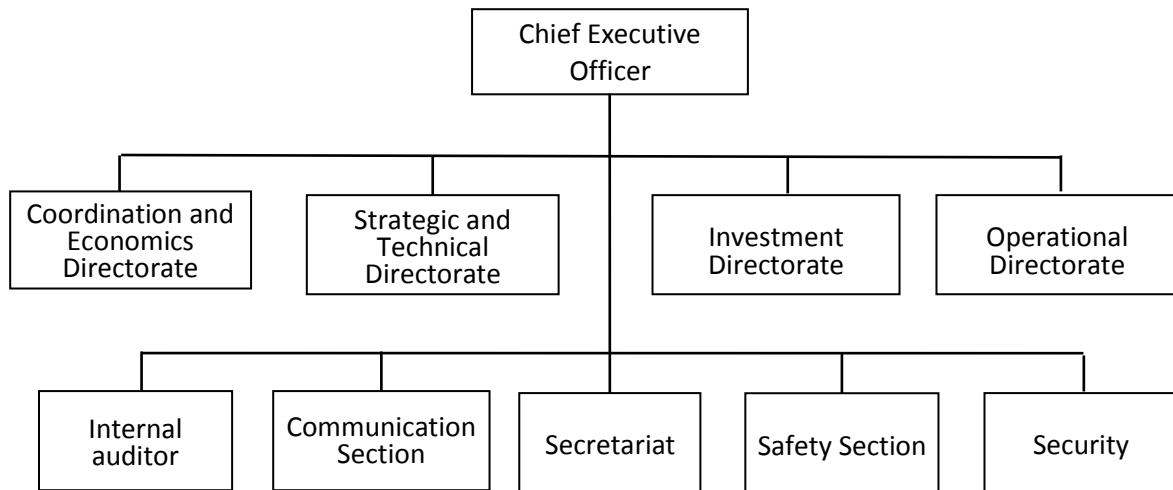 Chief Executive
Officer
Coordination and
Economics
Directorate
Strategic and
Technical
Directorate
Investment
Directorate
Operational
Directorate
Internal
auditor
Communication
Section
Secretariat
Safety Section
Security